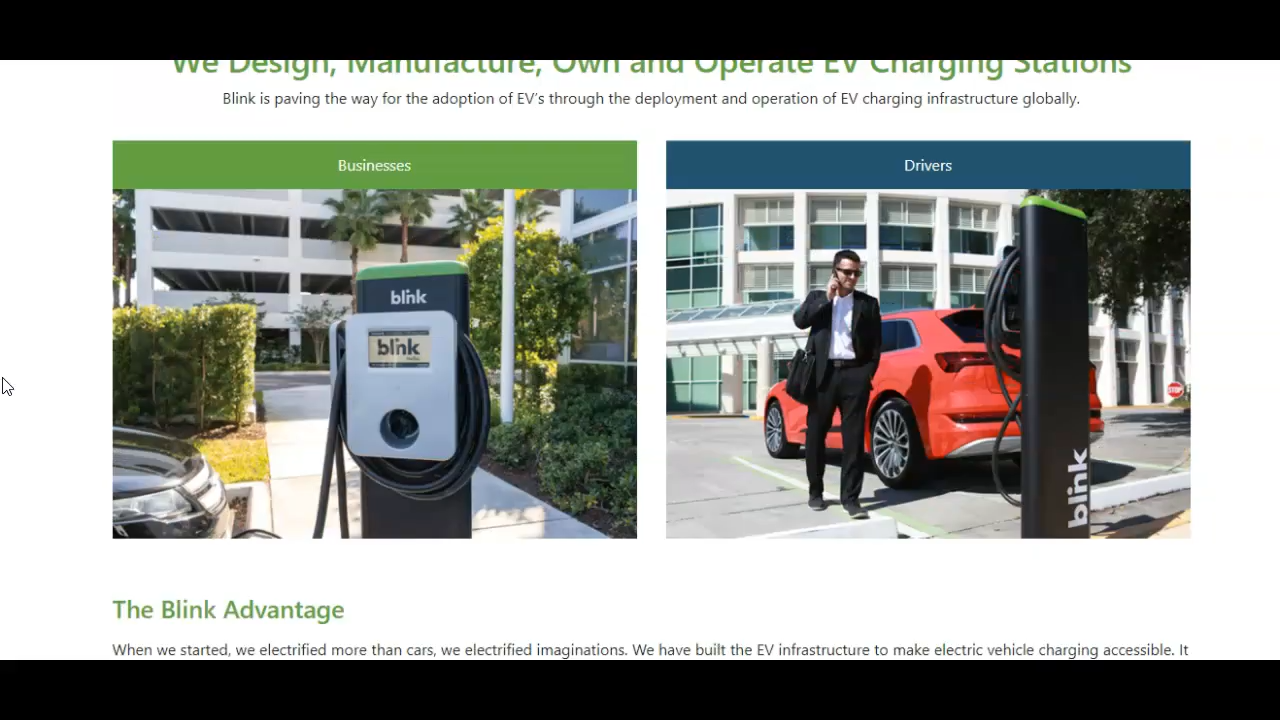 We Design, Manufacture, Own and Operate EV Charging Stations
Blink is paving the way for the adoption of EV's through the deployment and operation of EV charging infrastructure globally.
Businesses
Drivers
blink
blink
STOP
blink
The Blink Advantage
When we started, we electrified more than cars, we electrified imaginations. We have built the EV infrastructure to make electric vehicle charging accessible. It